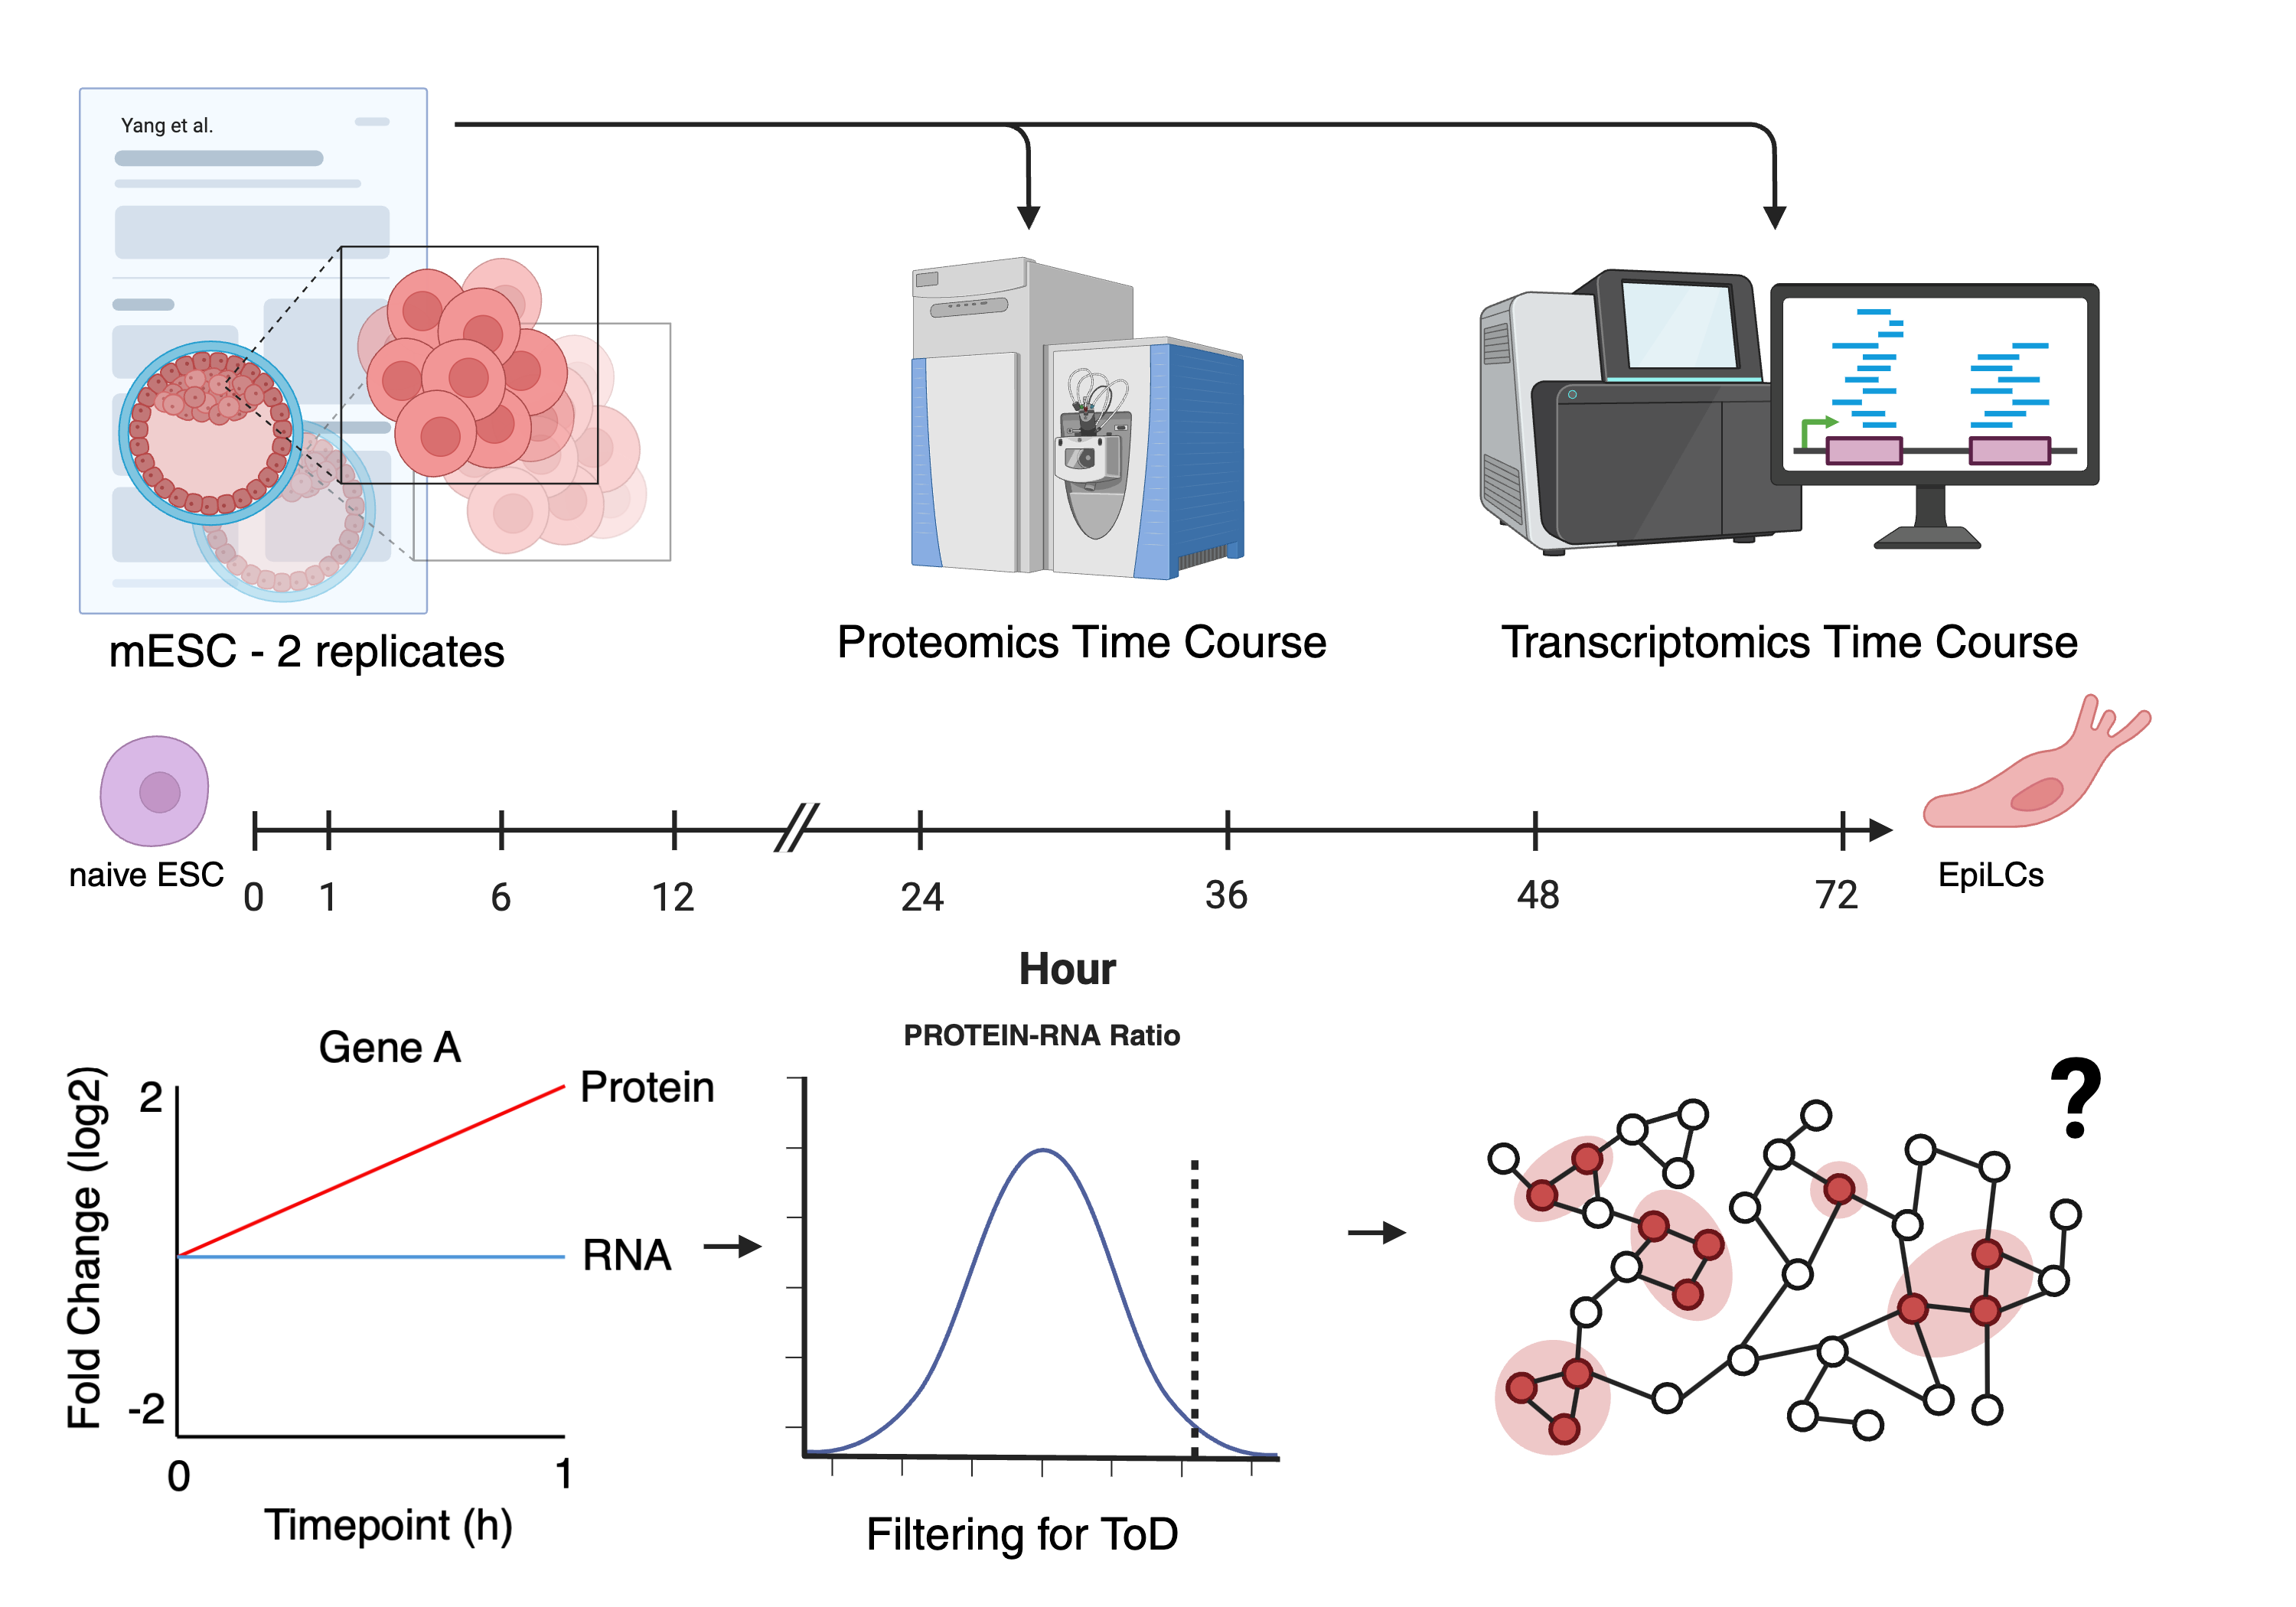 Yang et al.
mESC - 2 replicates
Proteomics Time Course
Transcriptomics Time Course
naive ESC
EpiLCs
0 1 6 12 24 36 48 72
Hour
Gene A
Fold Change (log2)
2
-2
Protein
RNA
0 1
Timepoint (h)
PROTEIN-RNA Ratio
Filtering for ToD
?